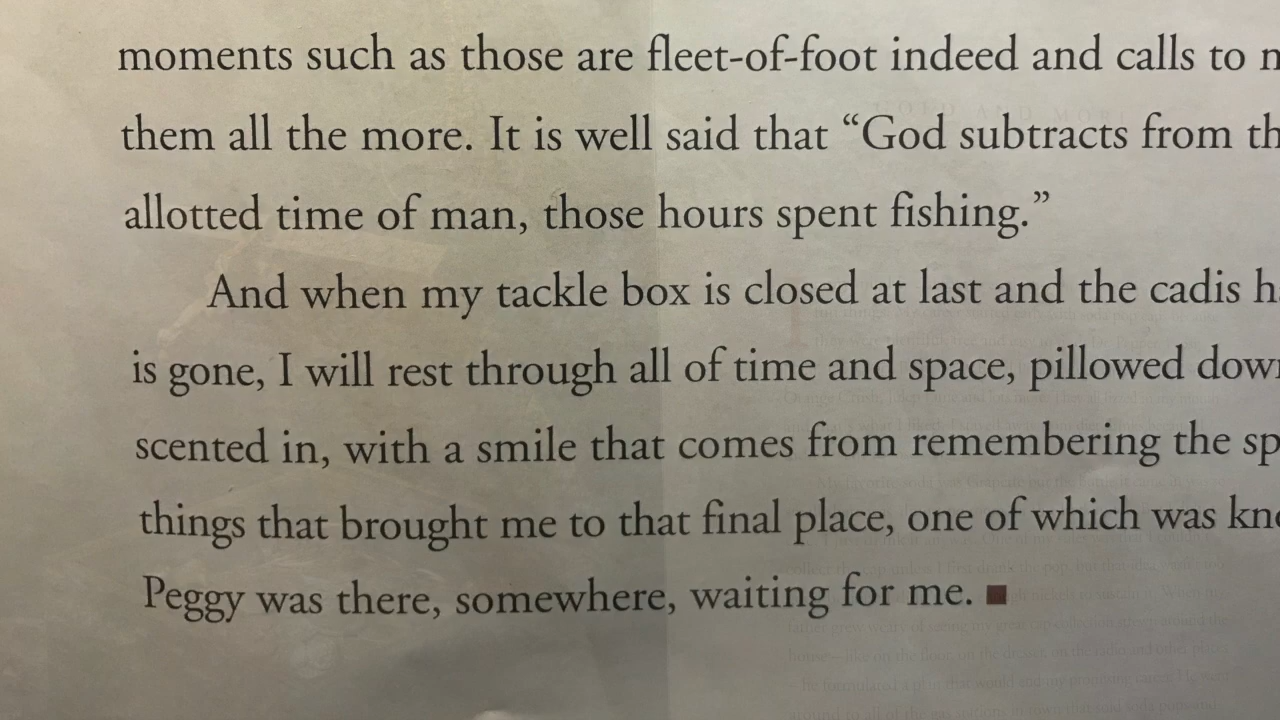 moments such as those are fleet-of-foot indeed and calls to
them all the more. It is well said that “God subtracts from
allotted time of man, those hours spent fishing.”
And when my tackle box is closed at last and the cadis
is gone, I will rest through all of time and space, pillowed
scented in, with a smile that comes from remembering the
things that brought me to that final place, one of which was
Peggy was there, somewhere, waiting for me.